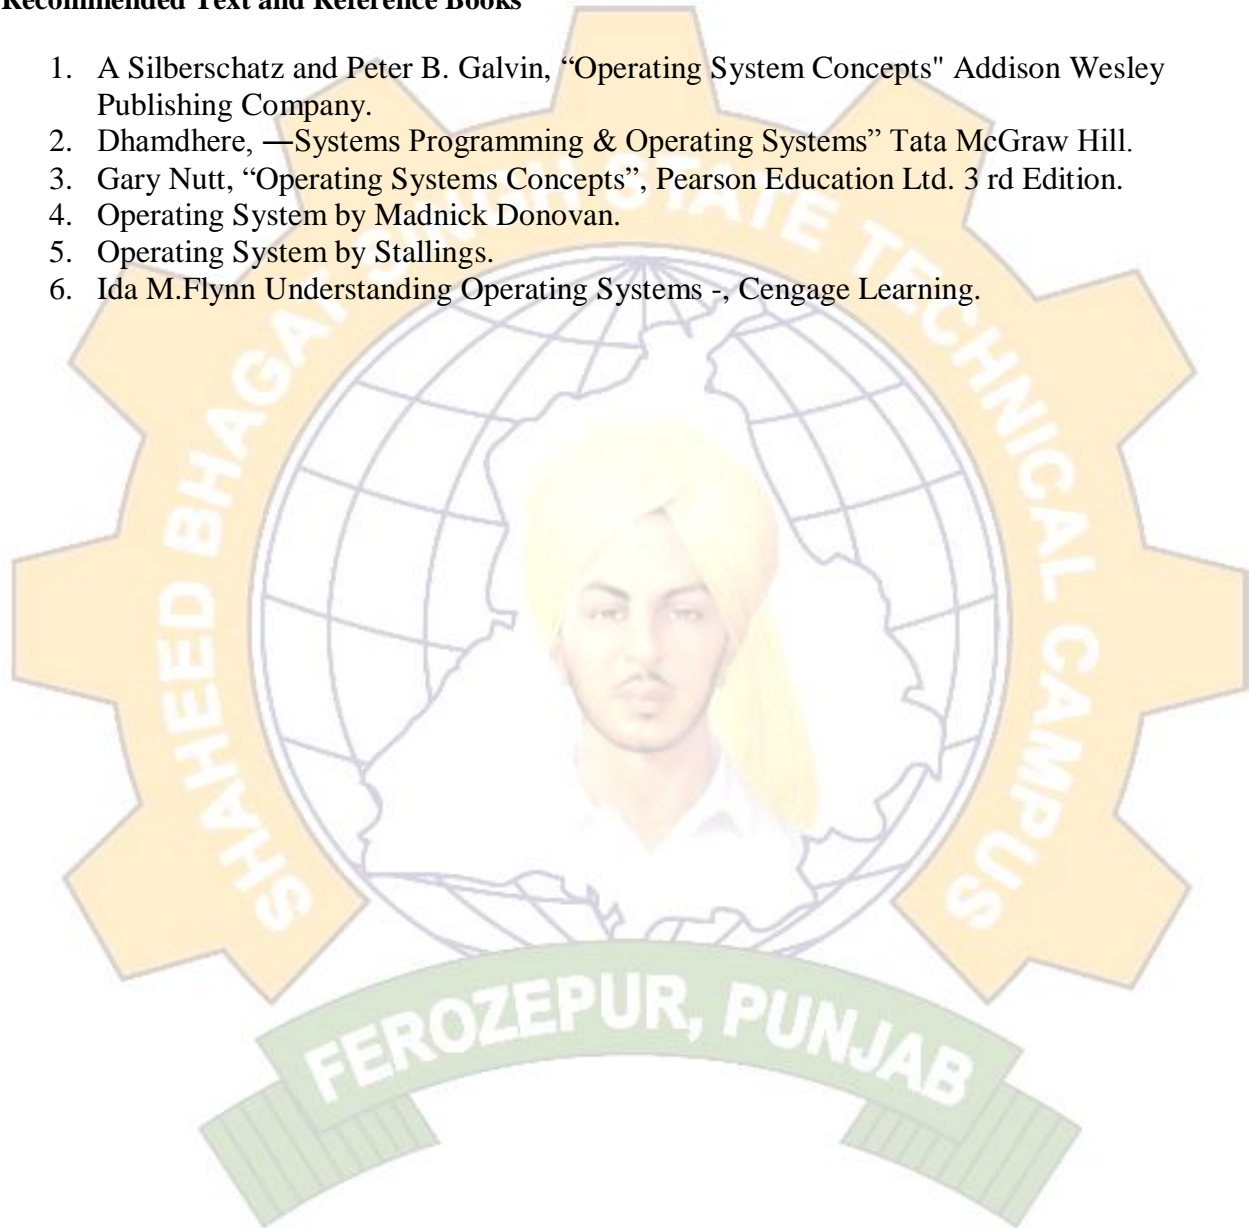 Recommended Text and Reference Books
1. A Silberschatz and Peter B. Galvin, “Operating System Concepts" Addison Wesley
Publishing Company.
2. Dhamdhere, ―Systems Programming & Operating Systems” Tata McGraw Hill.
3. Gary Nutt, “Operating Systems Concepts”, Pearson Education Ltd. 3 rd Edition.
4. Operating System by Madnick Donovan.
5. Operating System by Stallings.
6. Ida M.Flynn Understanding Operating Systems -, Cengage Learning.
SHAHEED BHAGAT SINGH STATE TECHNICAL CAMPUS
FEROZEPUR, PUNJAB